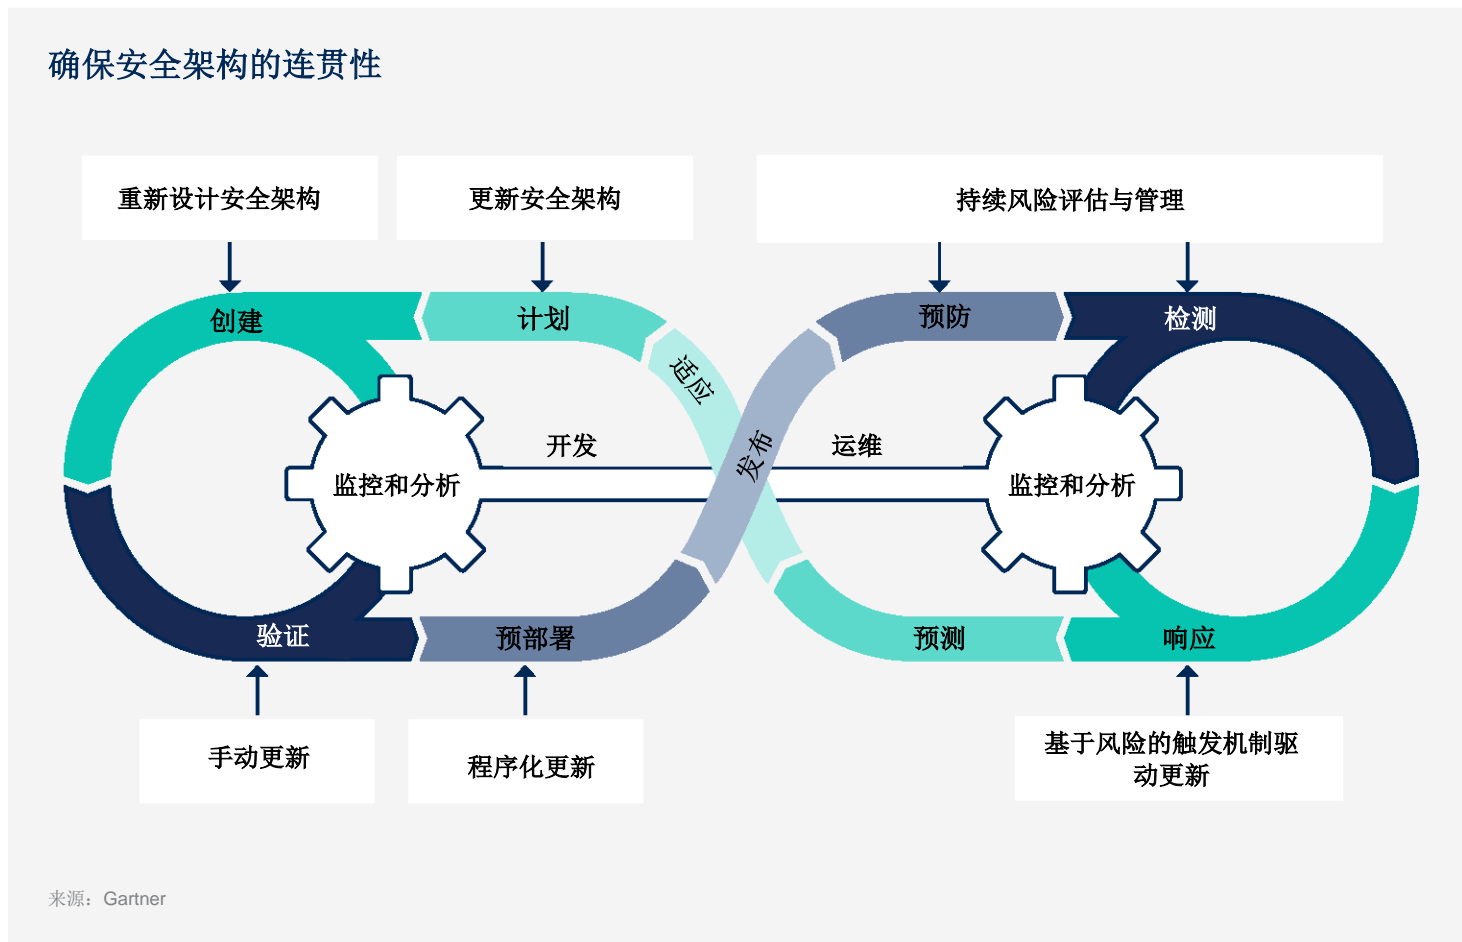 确保安全架构的连贯性
重新设计安全架构
更新安全架构
持续风险评估与管理
创建
计划
适应
预防
检测
开发
发布
运维
监控和分析
监控和分析
验证
预部署
预测
响应
手动更新
程序化更新
基于风险的触发机制驱
动更新
来源：Gartner